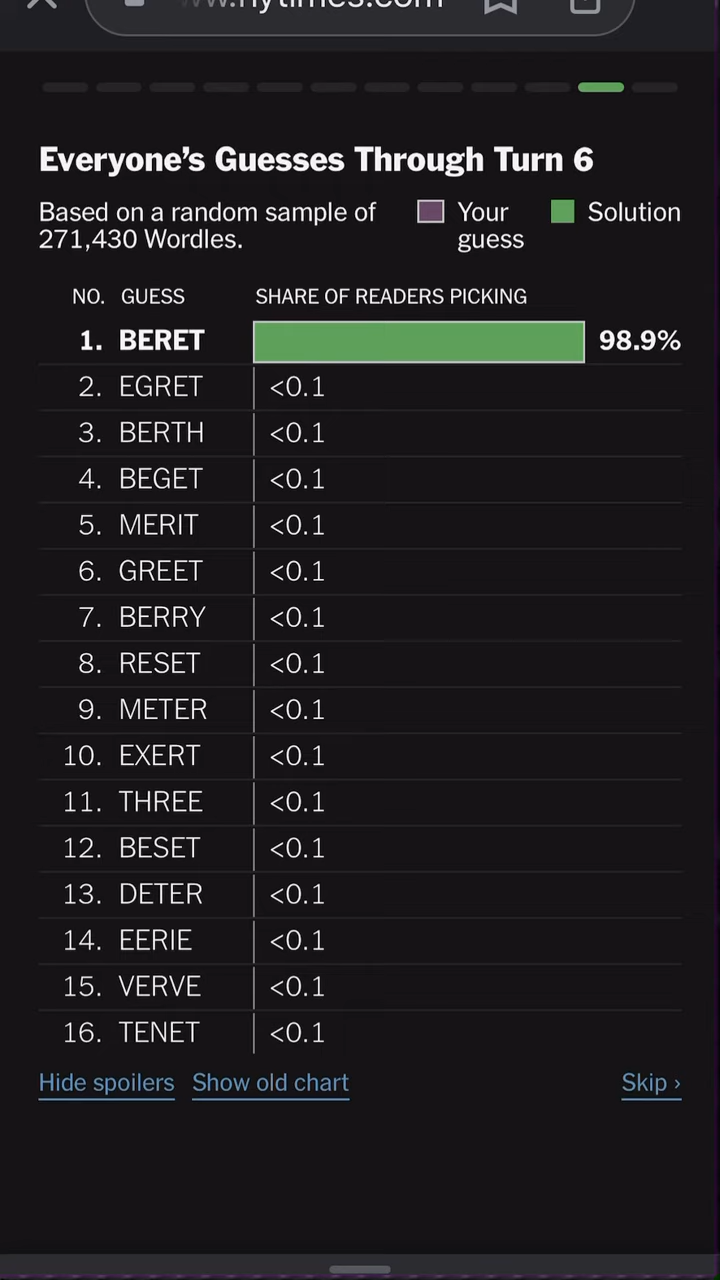 Everyone's Guesses Through Turn 6
Based on a random sample of
271,430 Wordles.
Your
guess
Solution
NO. GUESS SHARE OF READERS PICKING
1. BERET 98.9%
2. EGRET <0.1
3. BERTH <0.1
4. BEGET <0.1
5. MERIT <0.1
6. GREET <0.1
7. BERRY <0.1
8. RESET <0.1
9. METER <0.1
10. EXERT <0.1
11. THREE <0.1
12. BESET <0.1
13. DETER <0.1
14. EERIE <0.1
15. VERVE <0.1
16. TENET <0.1
Hide spoilers Show old chart Skip ›